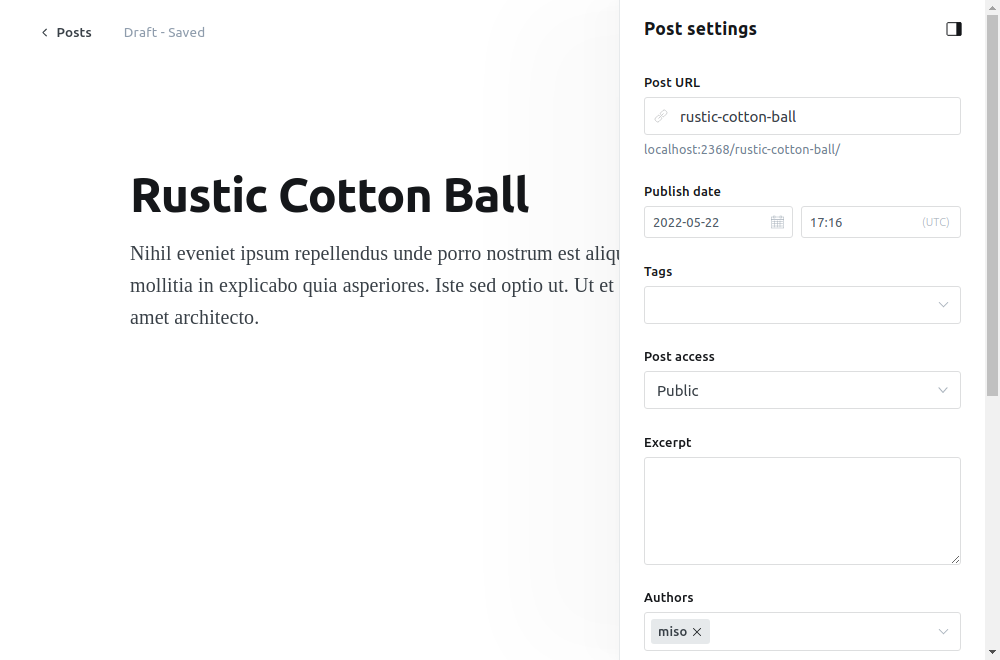 Posts
Draft - Saved
Rustic Cotton Ball
Nihil eveniet ipsum repellendus unde porro nostrum est
mollitia in explicabo quia asperiores. Iste sed optio ut. Ut et
amet architecto.
Post settings
Post URL
rustic-cotton-ball
localhost:2368/rustic-cotton-ball/
Publish date
2022-05-22
17:16
(UTC)
Tags
Post access
Public
Excerpt
Authors
miso